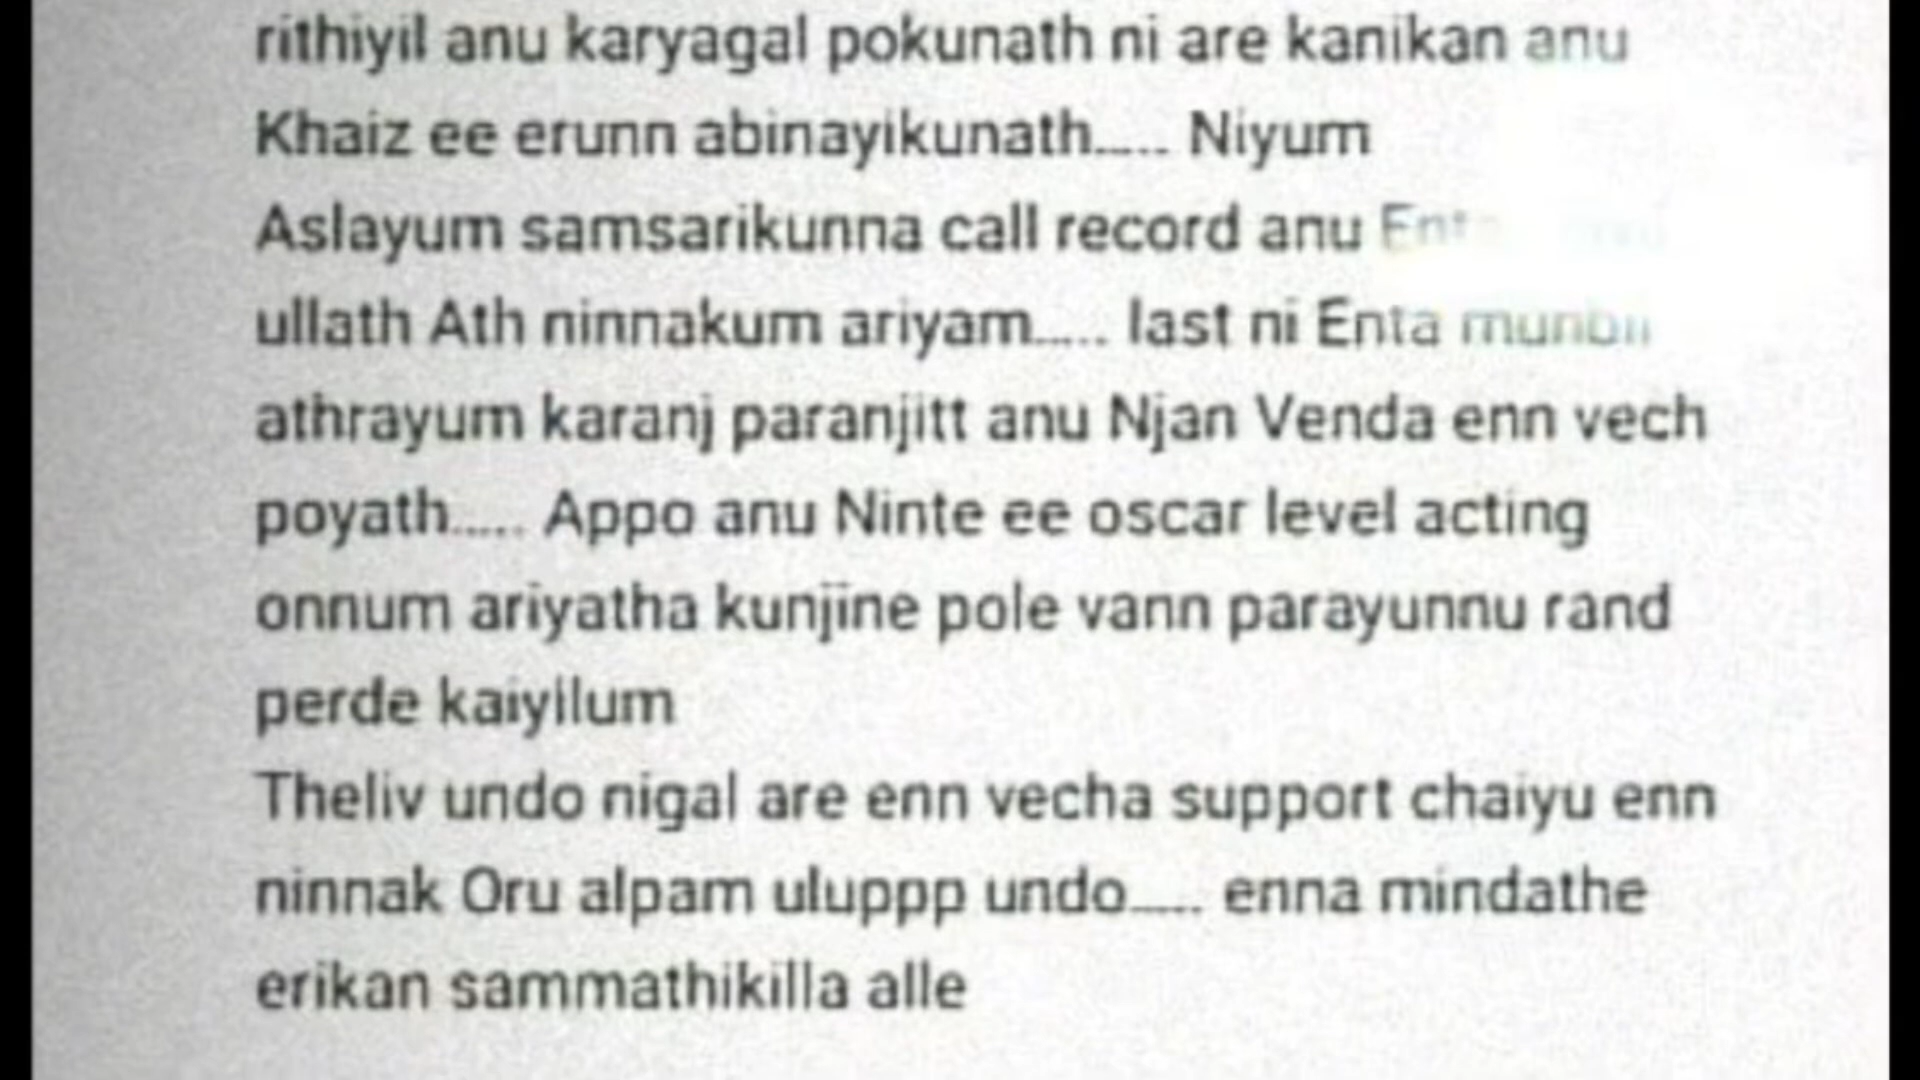 rithiyil anu karyagal pokunath ni are kanikan anu
Khaiz ee erunn abinayikunath..... Niyum
Aslayum samsarikunna call record anu
ullath Ath ninnakum ariyam..... last ni Enta munbil
athrayum karanj paranjitt anu Njan Venda enn vech
poyath..... Appo anu Ninte ee oscar level acting
onnum ariyatha kunjine pole vann parayunnu rand
perde kaiyilum
Theliv undo nigal are enn vecha support chaiyu enn
ninnak Oru alpam uluppp undo..... enna mindathe
erikan sammathikilla alle